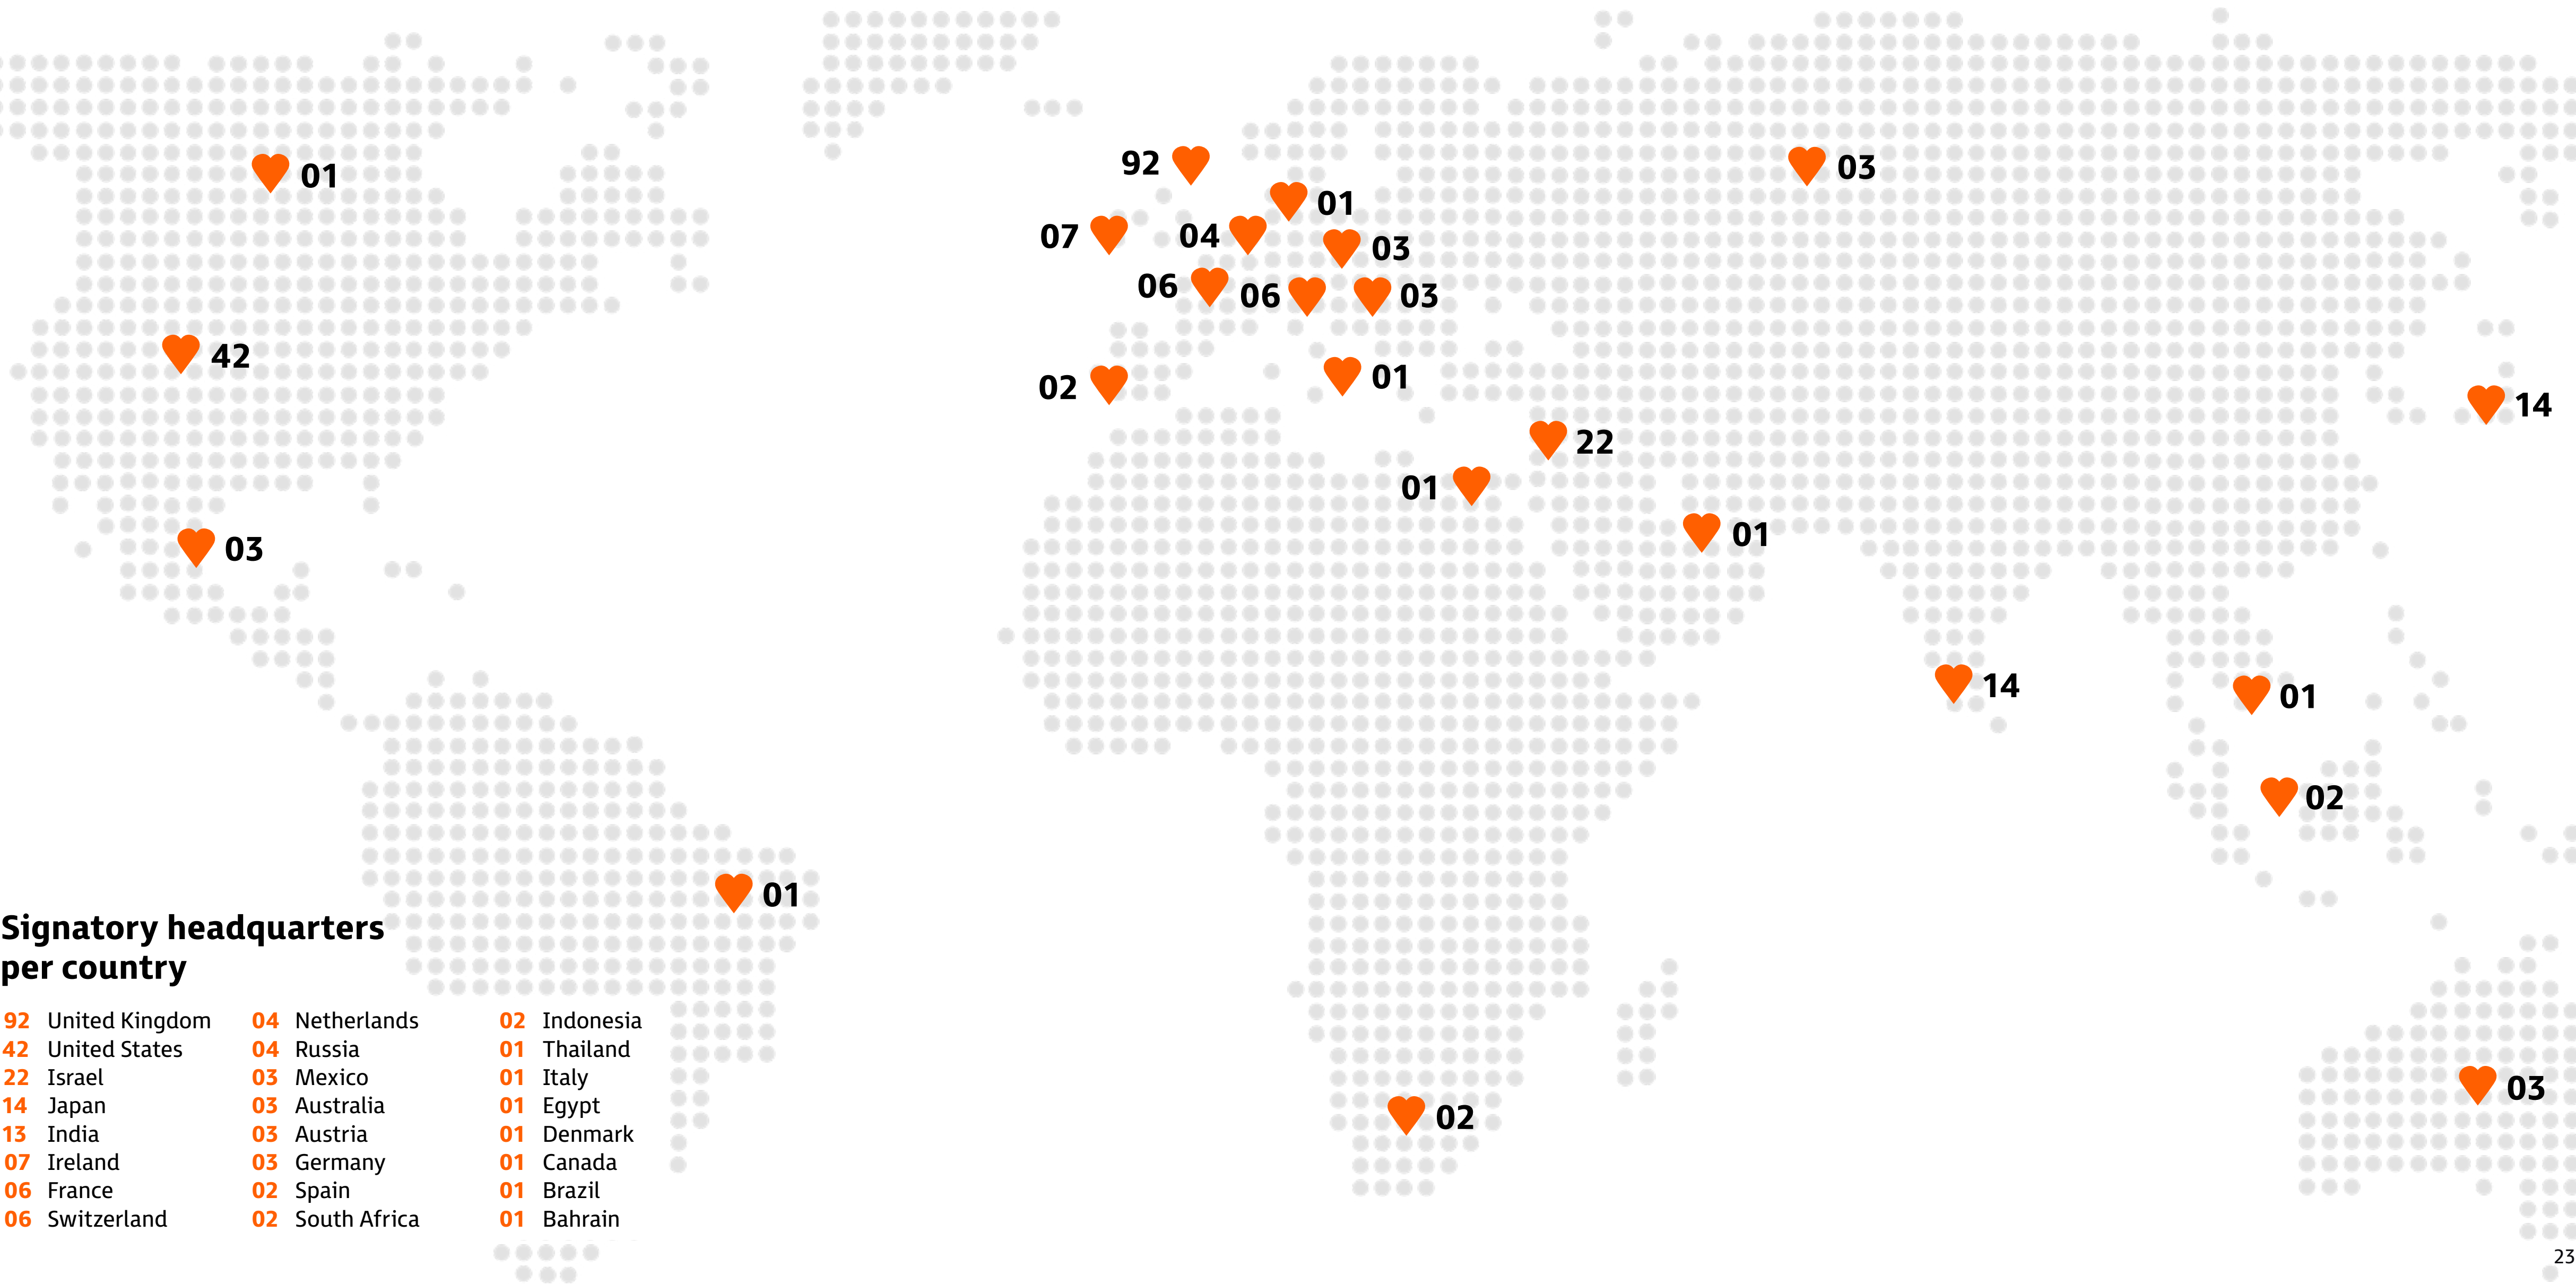 92
01
03
01
07
04
03
06
06
03
42
02
01
14
22
01
01
03
14
01
02
01
03
02
Signatory headquarters
per country
92 United Kingdom
42 United States
22 Israel
14 Japan
13 India
07 Ireland
06 France
06 Switzerland
04 Netherlands
04 Russia
03 Mexico
03 Australia
03 Austria
03 Germany
02 Spain
02 South Africa
02 Indonesia
01 Thailand
01 Italy
01 Egypt
01 Denmark
01 Canada
01 Brazil
01 Bahrain
23